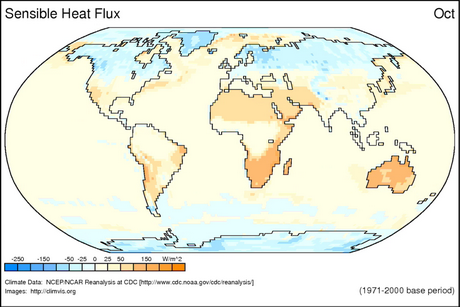 Sensible Heat Flux
Oct
-250 -150 -50 0 25 50 150 W/m^2
Climate Data: NCEP/NCAR Reanalysis at CDC [http://www.cdc.noaa.gov/cdc/reanalysis/]
Images: http://climvis.org
(1971-2000 base period)